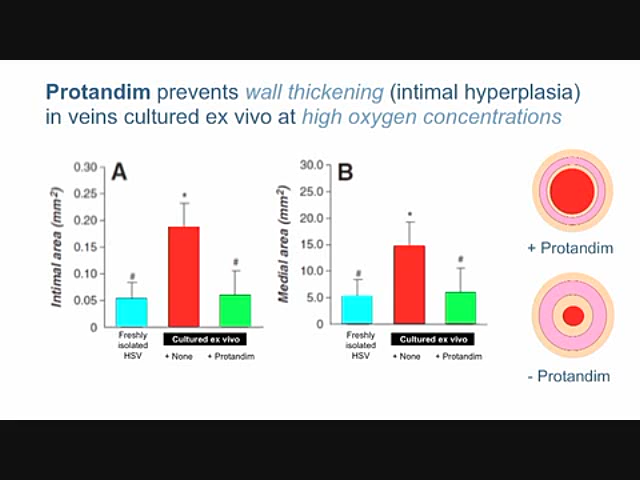 Protandim prevents wall thickening (intimal hyperplasia)
in veins cultured ex vivo at high oxygen concentrations
A
Intimal area (mm²)
0.30
0.25
0.20
0.15
0.10
0.05
0
#
*
#
Freshly
isolated
HSV
Cultured ex vivo
+ None
+ Protandim
B
Medial area (mm²)
30.0
25.0
20.0
15.0
10.0
5.0
0
#
*
#
Freshly
isolated
HSV
Cultured ex vivo
+ None
+ Protandim
+ Protandim
- Protandim